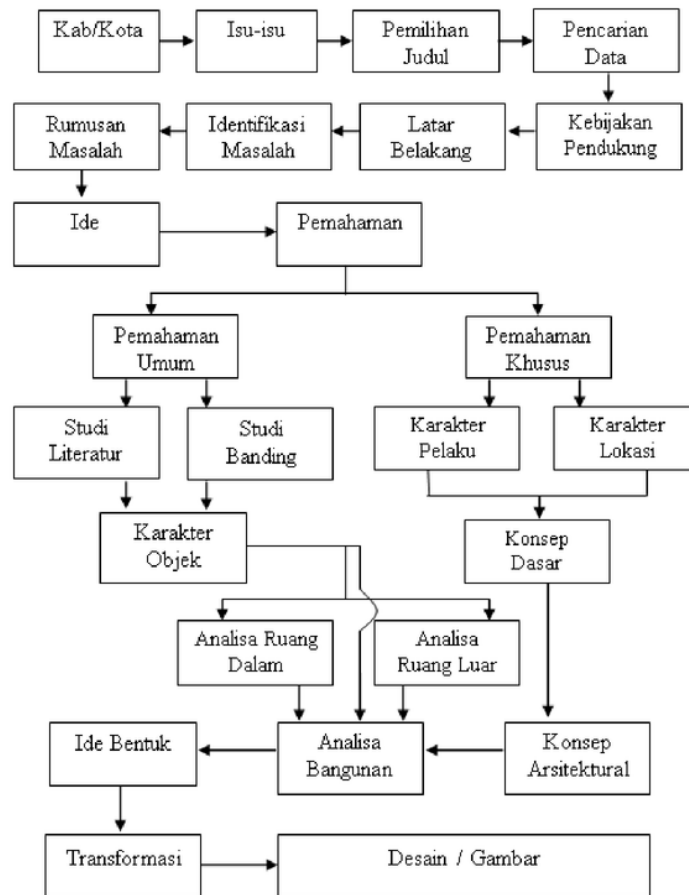 Kab/Kota
Isu-isu
Pemilihan
Judul
Pencarian
Data
Rumusan
Masalah
Identifikasi
Masalah
Latar
Belakang
Kebijakan
Pendukung
Ide
Pemahaman
Pemahaman
Umum
Pemahaman
Khusus
Studi
Literatur
Studi
Banding
Karakter
Pelaku
Karakter
Lokasi
Karakter
Objek
Konsep
Dasar
Analisa Ruang
Dalam
Analisa
Ruang Luar
Ide Bentuk
Analisa
Bangunan
Konsep
Arsitektural
Transformasi
Desain / Gambar